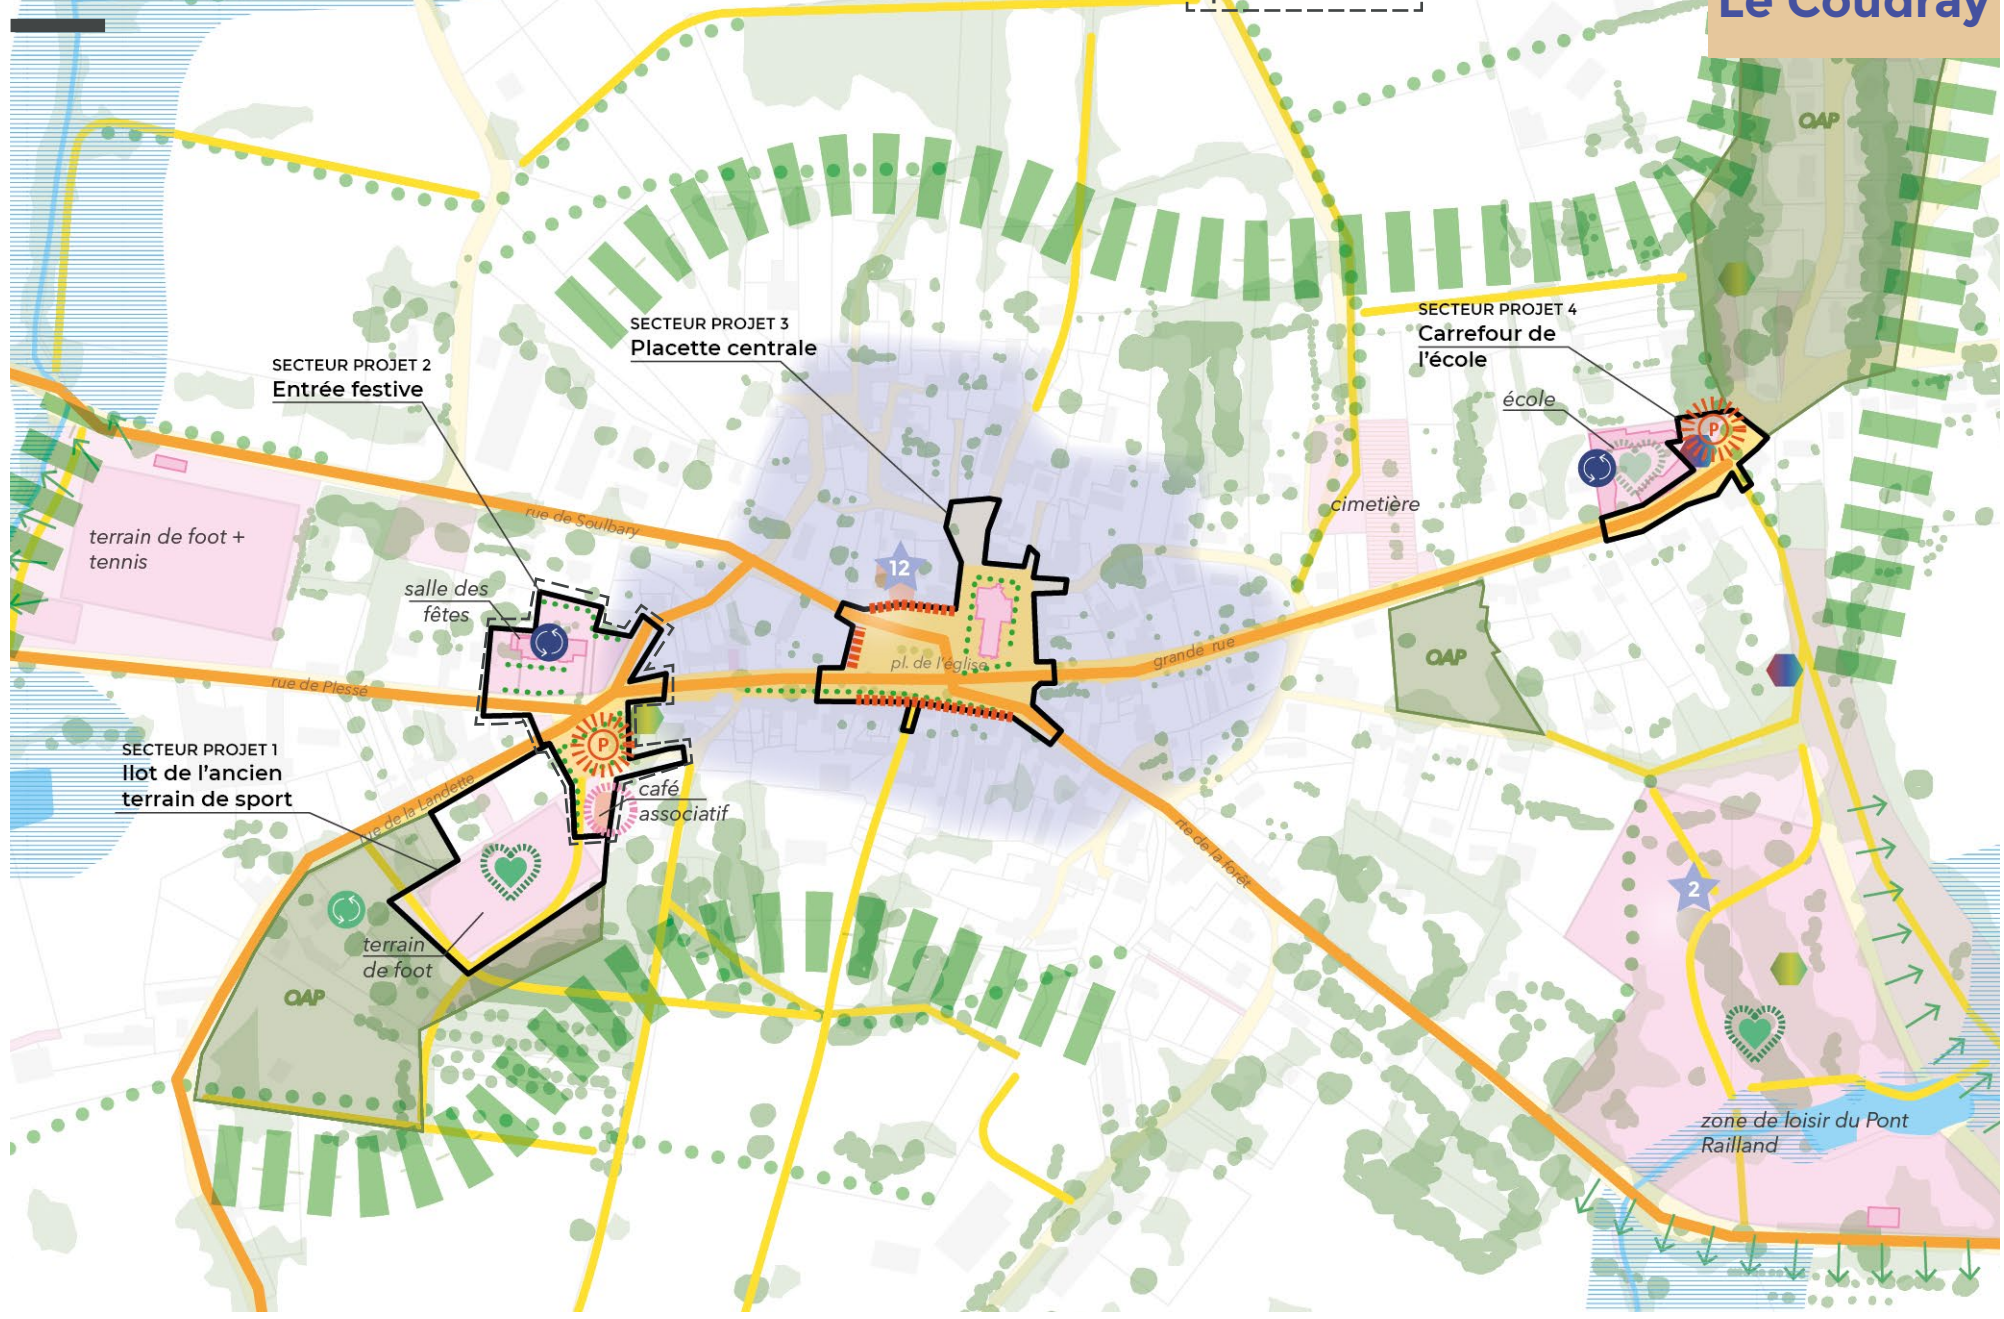 Le Coudray
OAP
SECTEUR PROJET 4
Carrefour de
l'école
école
SECTEUR PROJET 3
Placette centrale
SECTEUR PROJET 2
Entrée festive
P
cimetière
rue de Soulbary
terrain de foot +
tennis
12
salle des
fêtes
pl. de l'église
grande rue
OAP
rue de Plessé
P
SECTEUR PROJET 1
Ilot de l'ancien
terrain de sport
café
associatif
rue de la Landette
rte de la forêt
2
terrain
de foot
OAP
zone de loisir du Pont
Railland